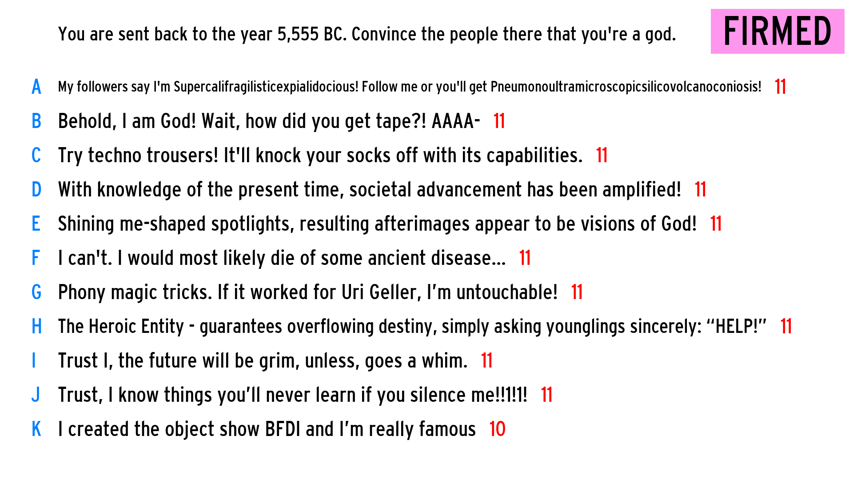 You are sent back to the year 5,555 BC. Convince the people there that you're a god.
FIRMED
A My followers say I'm Supercalifragilisticexpialidocious! Follow me or you'll get Pneumonoultramicroscopicsilicovolcanoconiosis! 11
B Behold, I am God! Wait, how did you get tape?! AAAA- 11
C Try techno trousers! It'll knock your socks off with its capabilities. 11
D With knowledge of the present time, societal advancement has been amplified! 11
E Shining me-shaped spotlights, resulting afterimages appear to be visions of God! 11
F I can't. I would most likely die of some ancient disease... 11
G Phony magic tricks. If it worked for Uri Geller, I’m untouchable! 11
H The Heroic Entity - guarantees overflowing destiny, simply asking younglings sincerely: “HELP!” 11
I Trust I, the future will be grim, unless, goes a whim. 11
J Trust, I know things you’ll never learn if you silence me!!1!1! 11
K I created the object show BFDI and I’m really famous 10